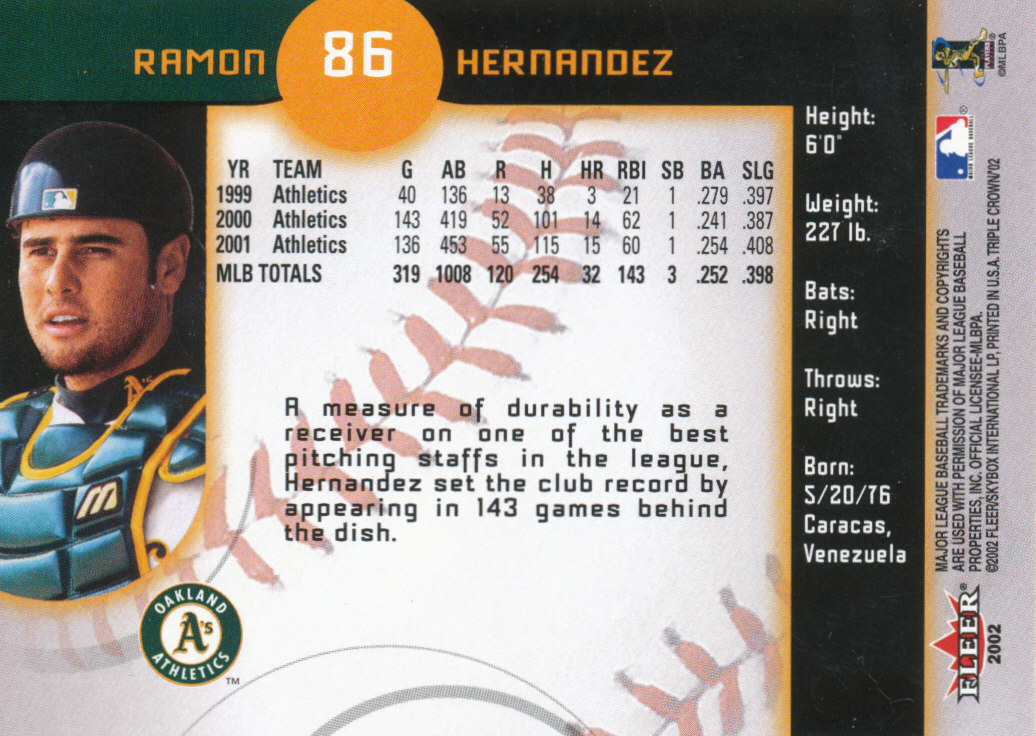 RAMON 86 HERNANDEZ
YR TEAM G AB R H HR RBI SB BA SLG
1999 Athletics 40 136 13 38 3 21 1 .279 .397
2000 Athletics 143 419 52 101 14 62 1 .241 .387
2001 Athletics 136 453 55 115 15 60 1 .254 .408
MLB TOTALS 319 1008 120 254 32 143 3 .252 .398
A measure of durability as a
receiver on one of the best
pitching staffs in the league,
Hernandez set the club record by
appearing in 143 games behind
the dish.
OAKLAND
A's
ATHLETICS
TM
Height:
6'0"
Weight:
227 lb.
Bats:
Right
Throws:
Right
Born:
5/20/76
Caracas,
Venezuela
PLAYERS
©MLBPA
MAJOR LEAGUE BASEBALL
®
MAJOR LEAGUE BASEBALL TRADEMARKS AND COPYRIGHTS
ARE USED WITH PERMISSION OF MAJOR LEAGUE BASEBALL
PROPERTIES, INC. OFFICIAL LICENSEE-MLBPA.
©2002 FLEER/SKYBOX INTERNATIONAL LP, PRINTED IN U.S.A. TRIPLE CROWN/02
FLEER®
2002